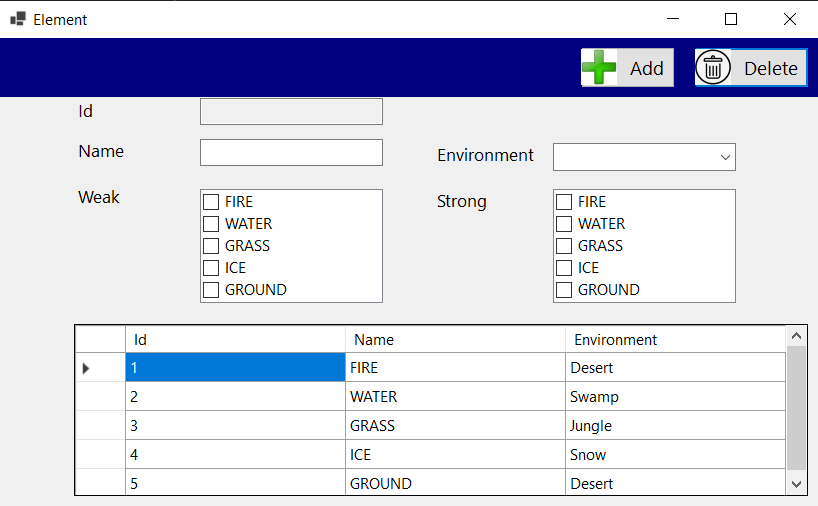 Element
Add Delete
Id
Name
Environment
Weak
FIRE
WATER
GRASS
ICE
GROUND
Strong
FIRE
WATER
GRASS
ICE
GROUND
Id Name Environment
1 FIRE Desert
2 WATER Swamp
3 GRASS Jungle
4 ICE Snow
5 GROUND Desert